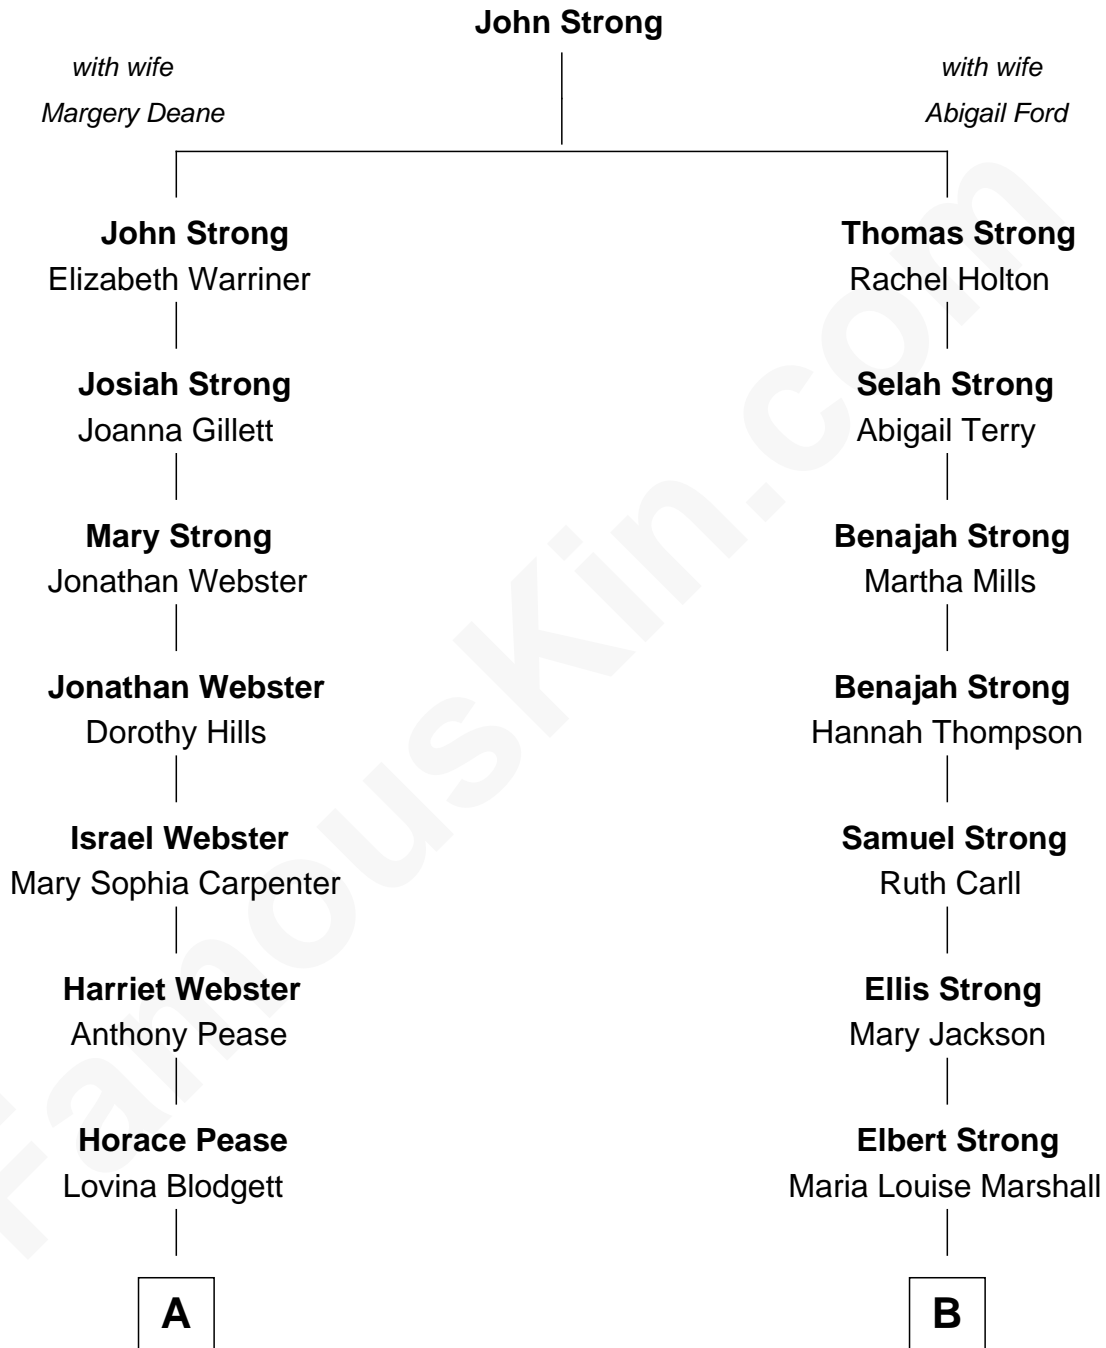 John Strong
with wife
Margery Deane
with wife
Abigail Ford
John Strong
Elizabeth Warriner
Josiah Strong
Joanna Gillett
Mary Strong
Jonathan Webster
Jonathan Webster
Dorothy Hills
Israel Webster
Mary Sophia Carpenter
Harriet Webster
Anthony Pease
Horace Pease
Lovina Blodgett
A
Thomas Strong
Rachel Holton
Selah Strong
Abigail Terry
Benajah Strong
Martha Mills
Benajah Strong
Hannah Thompson
Samuel Strong
Ruth Carll
Ellis Strong
Mary Jackson
Elbert Strong
Maria Louise Marshall
B
FamousKin.com